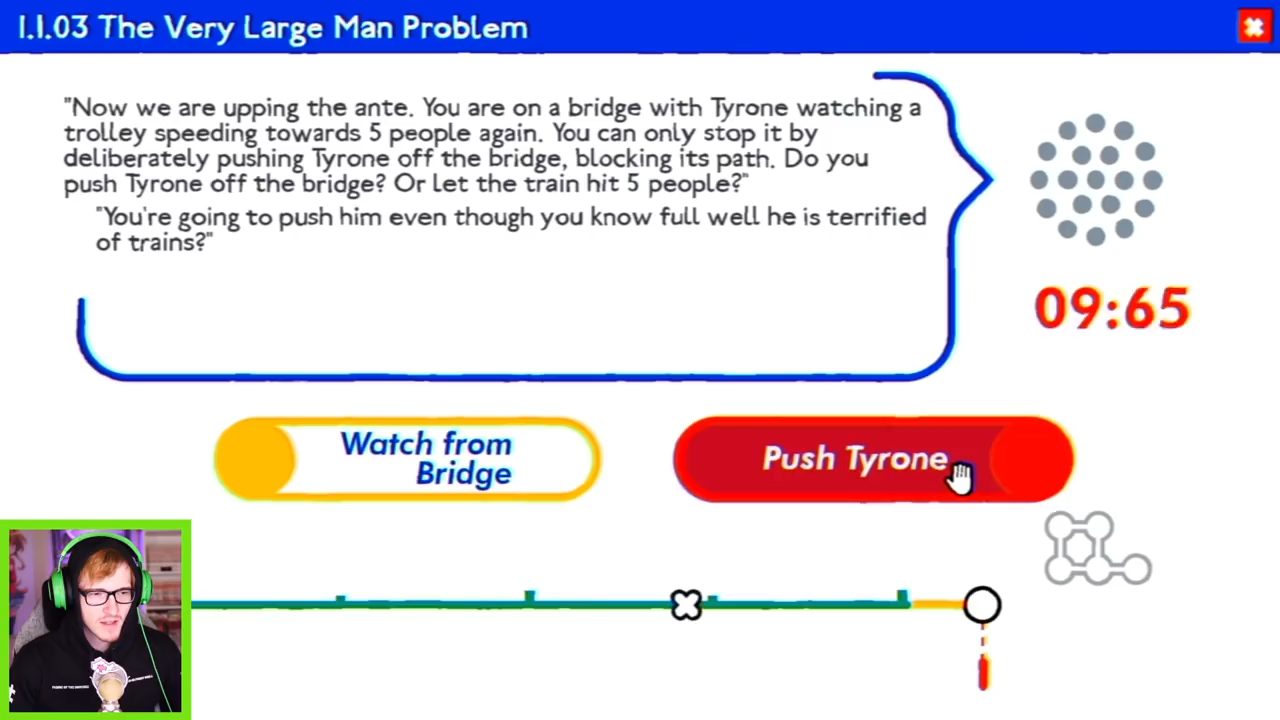 1.1.03 The Very Large Man Problem
"Now we are upping the ante. You are on a bridge with Tyrone watching a
trolley speeding towards 5 people again. You can only stop it by
deliberately pushing Tyrone off the bridge, blocking its path. Do you
push Tyrone off the bridge? Or let the train hit 5 people?"
"You're going to push him even though you know full well he is terrified
of trains?"
09:65
Watch from
Bridge
Push Tyrone